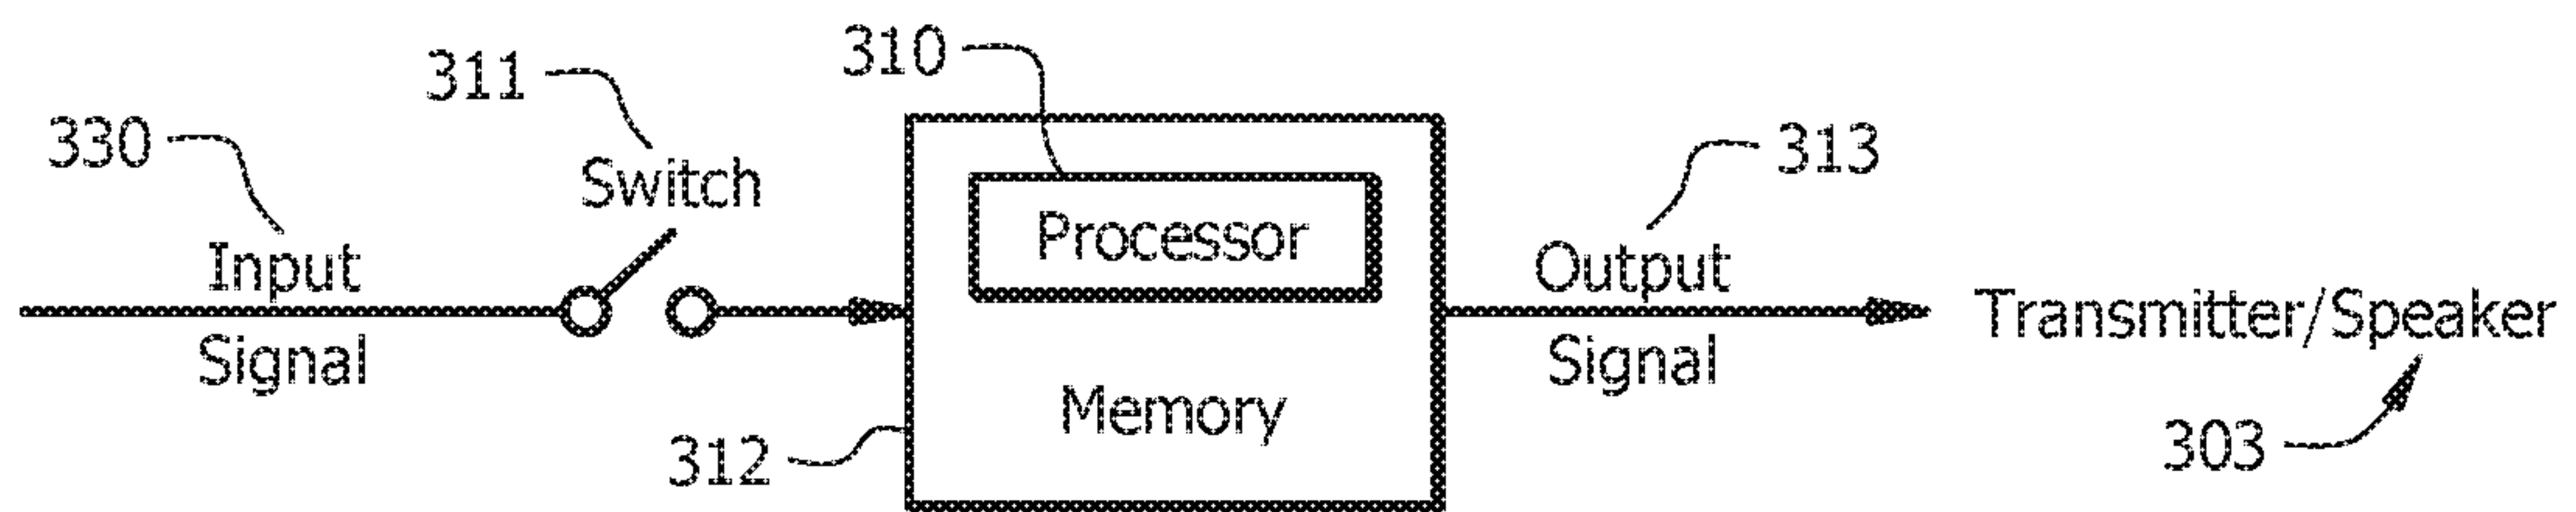 310
311
330
313
Switch
Processor
Input
Signal
Output
Signal
Transmitter/Speaker
Memory
312
303